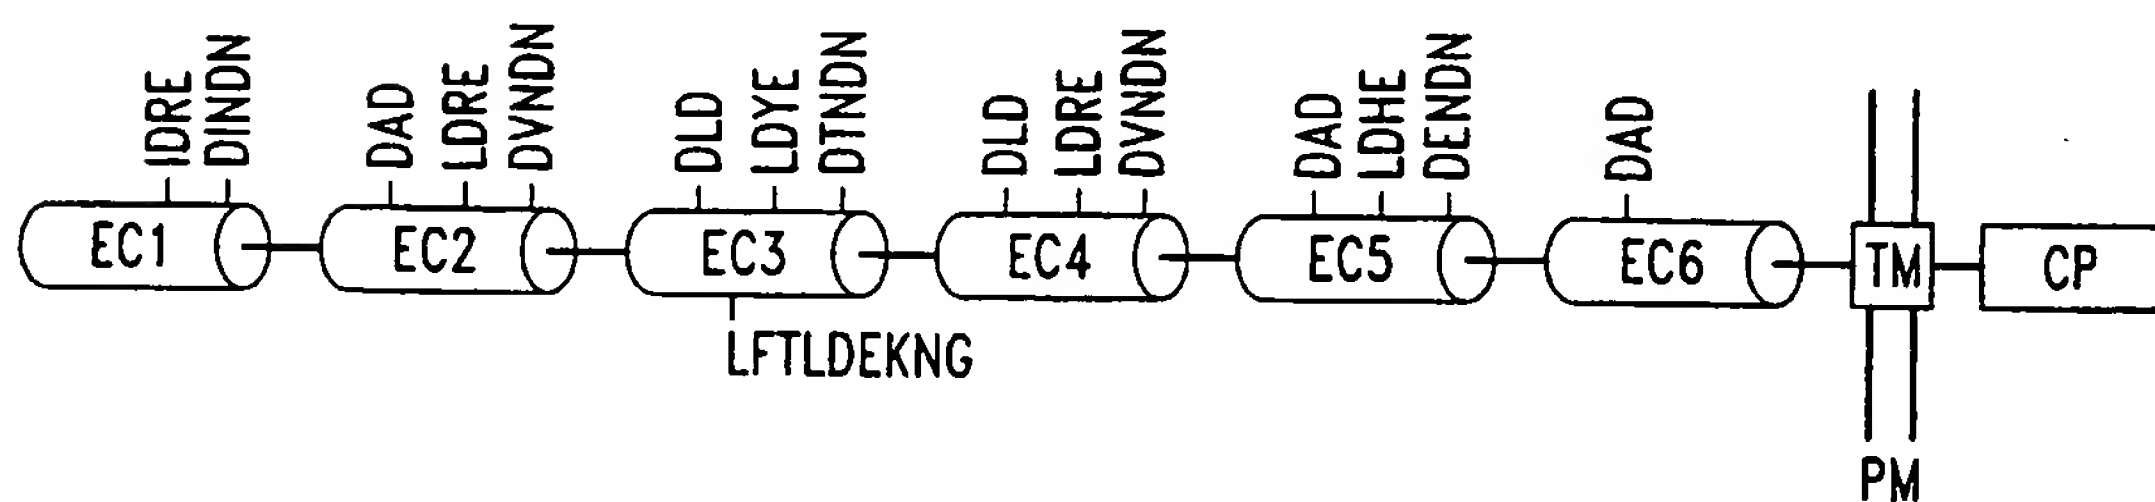 IDRE
DINDN
DAD
LDRE
DVNDN
DLD
LDYE
DTNDN
DLD
LDRE
DVNDN
DAD
LDHE
DENDN
DAD
EC1
EC2
EC3
EC4
EC5
EC6
TM
CP
LFTLDEKNG
PM